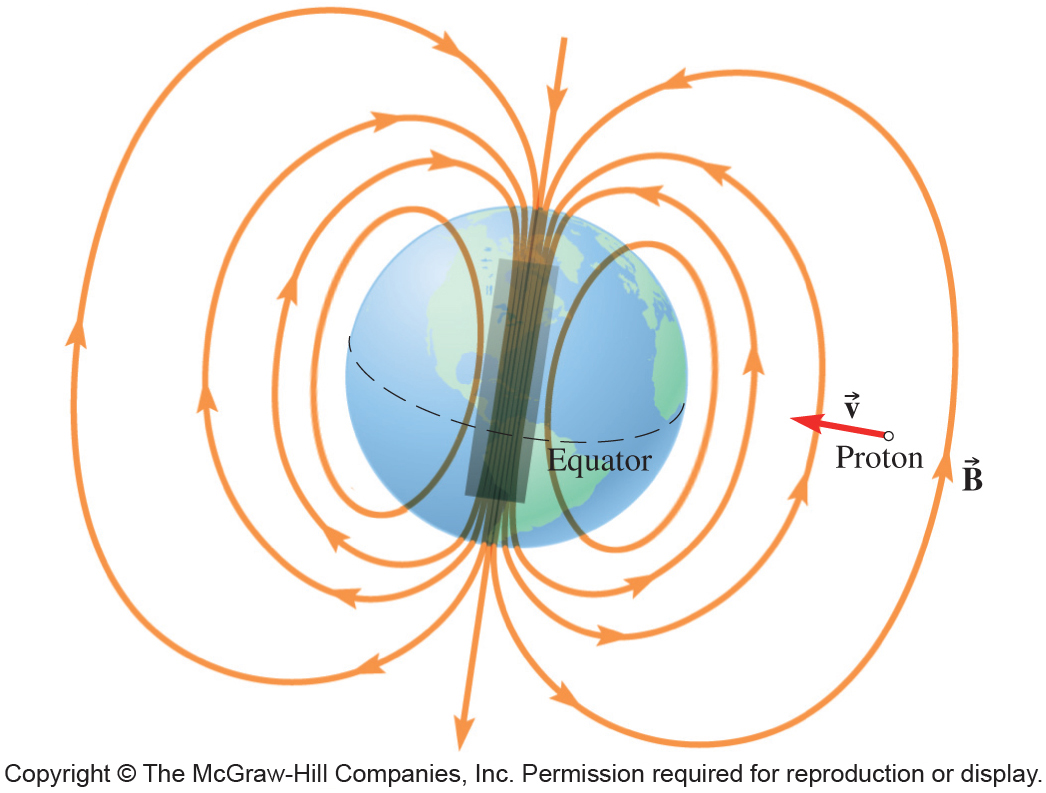 v⃗
Equator
Proton
B⃗
Copyright © The McGraw-Hill Companies, Inc. Permission required for reproduction or display.